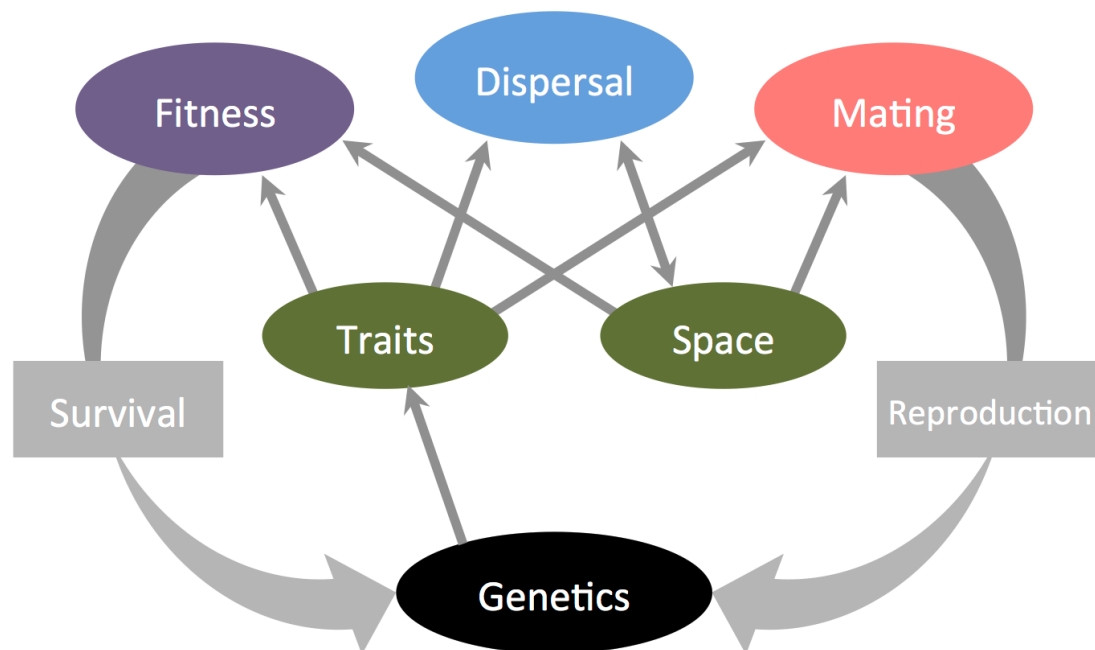 Fitness
Dispersal
Mating
Traits
Space
Survival
Reproduction
Genetics